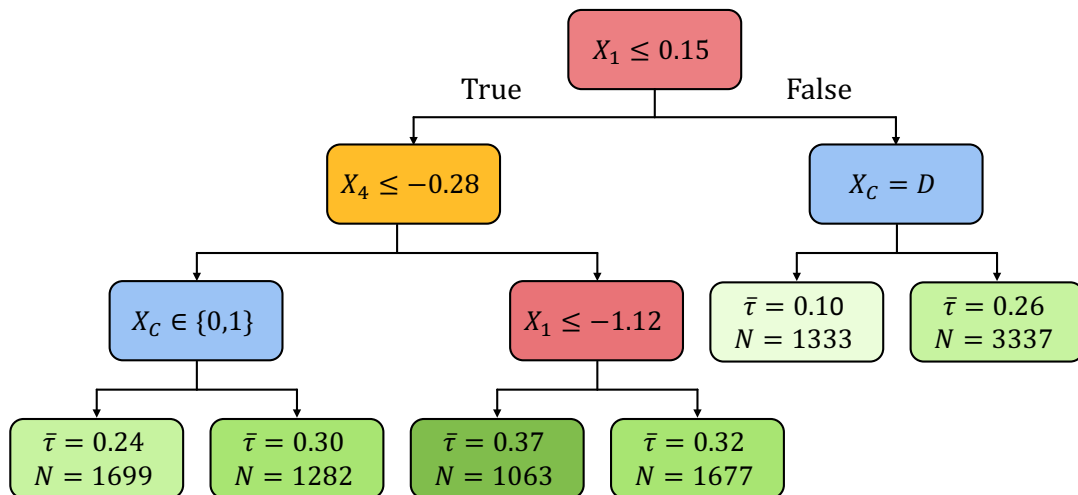 X₁ ≤ 0.15
True
False
X₄ ≤ −0.28
X_C = D
X_C ∈ {0,1}
X₁ ≤ −1.12
τ̄ = 0.10
N = 1333
τ̄ = 0.26
N = 3337
τ̄ = 0.24
N = 1699
τ̄ = 0.30
N = 1282
τ̄ = 0.37
N = 1063
τ̄ = 0.32
N = 1677